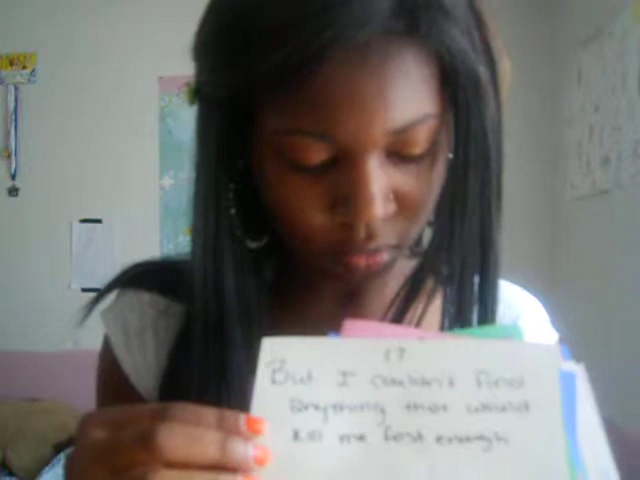 17
But I couldn't find
anything that would
kill me fast enough